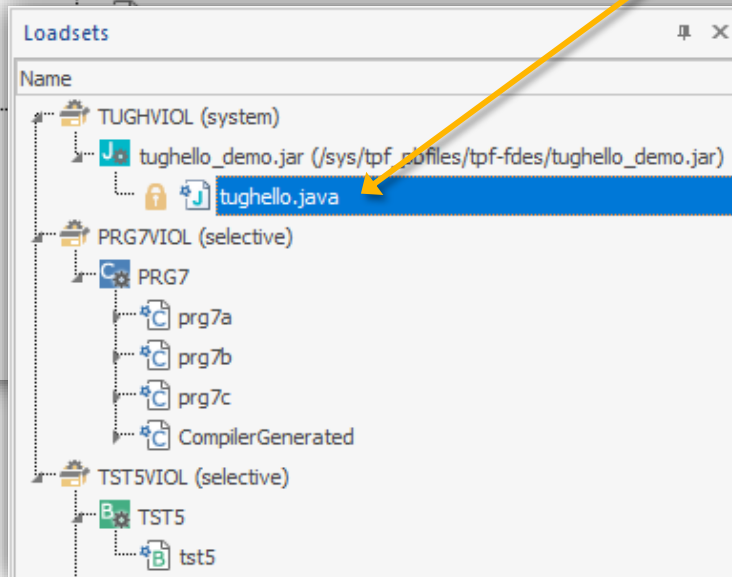 Loadsets
Name
TUGHVIOL (system)
tughello_demo.jar (/sys/tpf_pbfiles/tpf-fdes/tughello_demo.jar)
tughello.java
PRG7VIOL (selective)
PRG7
prg7a
prg7b
prg7c
CompilerGenerated
TST5VIOL (selective)
TST5
tst5